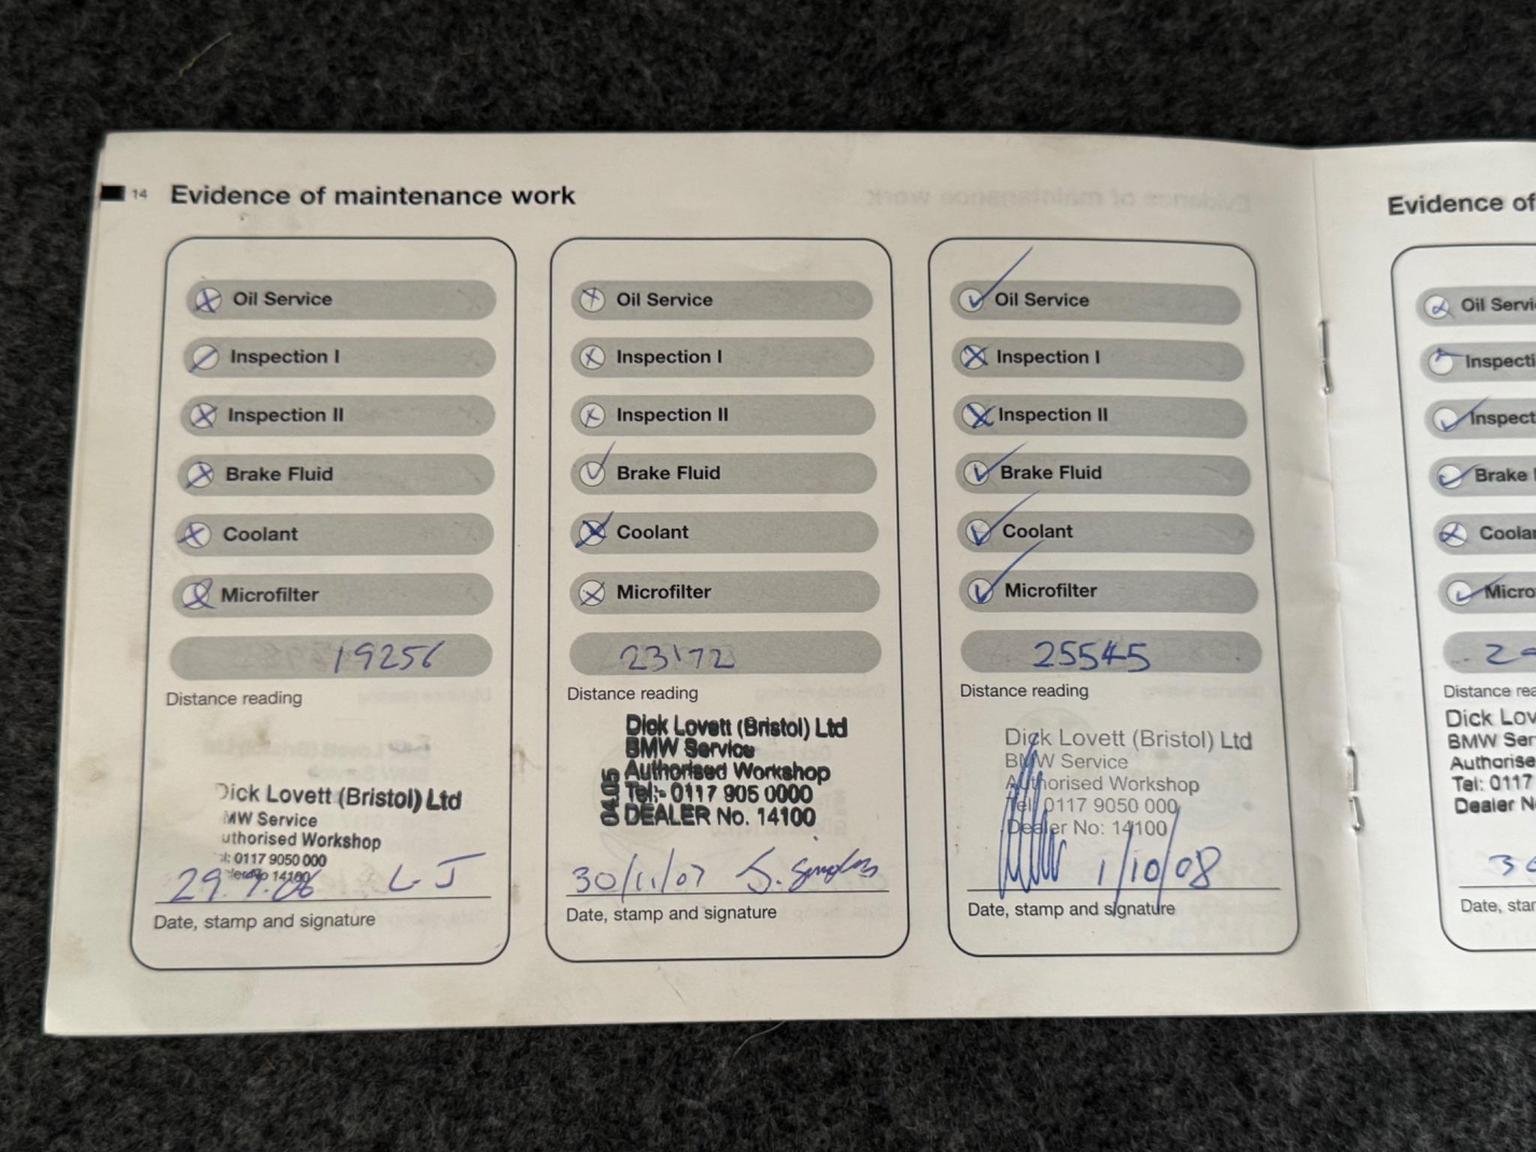 14 Evidence of maintenance work
Oil Service
Inspection I
Inspection II
Brake Fluid
Coolant
Microfilter
19256
Distance reading
Dick Lovett (Bristol) Ltd
MW Service
uthorised Workshop
: 0117 9050 000
14100
29.9.06 LJ
Date, stamp and signature
Oil Service
Inspection I
Inspection II
Brake Fluid
Coolant
Microfilter
23172
Distance reading
Dick Lovett (Bristol) Ltd
BMW Service
Authorised Workshop
Tel:- 0117 905 0000
DEALER No. 14100
04.05
30/11/07
Date, stamp and signature
Oil Service
Inspection I
Inspection II
Brake Fluid
Coolant
Microfilter
25545
Distance reading
Dick Lovett (Bristol) Ltd
BMW Service
Authorised Workshop
Tel: 0117 9050 000
Dealer No: 14100
1/10/08
Date, stamp and signature
Evidence of
Oil Servi
Inspecti
Inspect
Brake
Coolar
Micro
2
Distance rea
Dick Lov
BMW Ser
Authorise
Tel: 0117
Dealer N
3
Date, star